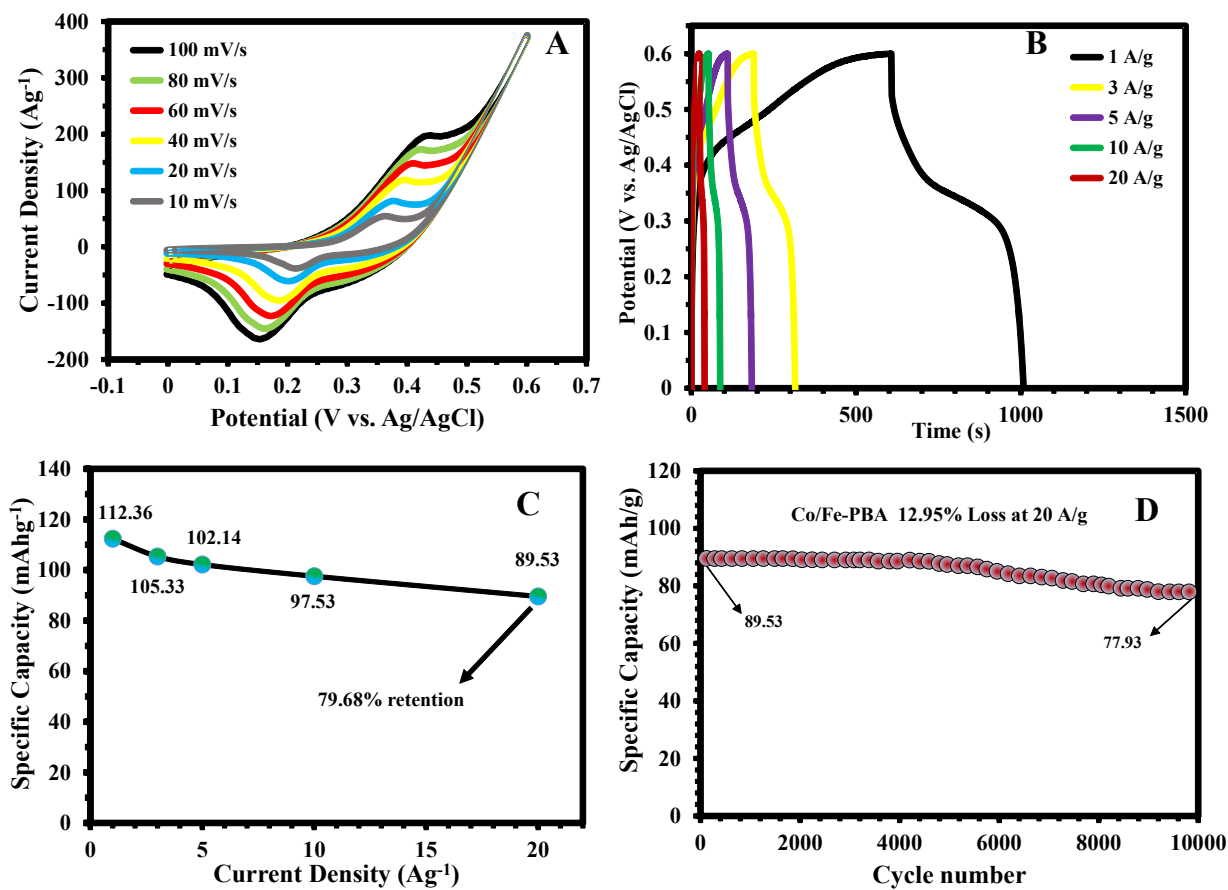 A
400
300
200
100
0
-100
-200
Current Density (Ag⁻¹)
100 mV/s
80 mV/s
60 mV/s
40 mV/s
20 mV/s
10 mV/s
-0.1
0
0.1
0.2
0.3
0.4
0.5
0.6
0.7
Potential (V vs. Ag/AgCl)
B
0.6
0.5
0.4
0.3
0.2
0.1
0
Potential (V vs. Ag/AgCl)
1 A/g
3 A/g
5 A/g
10 A/g
20 A/g
0
500
1000
1500
Time (s)
C
140
120
100
80
60
40
20
0
Specific Capacity (mAhg⁻¹)
112.36
105.33
102.14
97.53
89.53
79.68% retention
0
5
10
15
20
Current Density (Ag⁻¹)
D
120
100
80
60
40
20
0
Specific Capacity (mAh/g)
Co/Fe-PBA 12.95% Loss at 20 A/g
89.53
77.93
0
2000
4000
6000
8000
10000
Cycle number